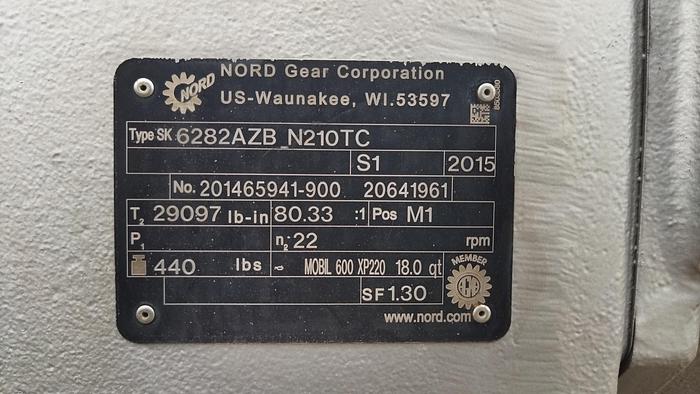 NORD
NORD Gear Corporation
US-Waunakee, WI.53597
Type SK 6282AZB_N210TC
S1 2015
No. 201465941-900 20641961
T₂ 29097 lb-in 80.33 :1 Pos M1
P₁ n₂ 22 rpm
440 lbs MOBIL 600 XP220 18.0 qt
MEMBER
SF 1.30
www.nord.com